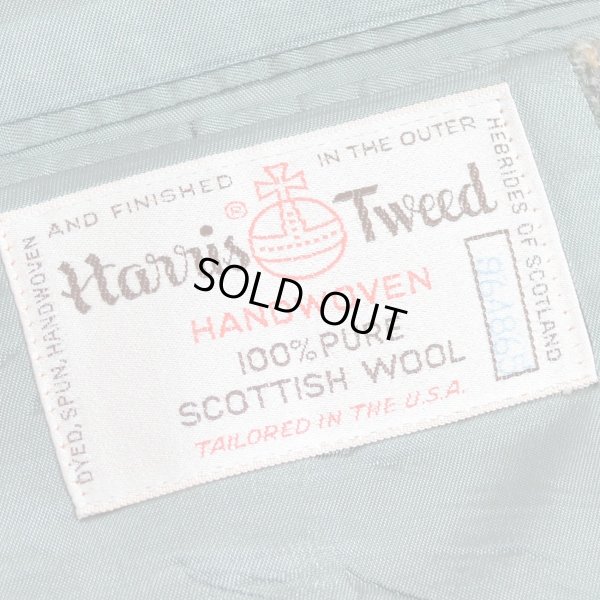 DYED, SPUN, HANDWOVEN AND FINISHED IN THE OUTER HEBRIDES OF SCOTLAND
Harris® Tweed
HANDWOVEN
100% PURE
SCOTTISH WOOL
TAILORED IN THE U.S.A.
SOLD OUT